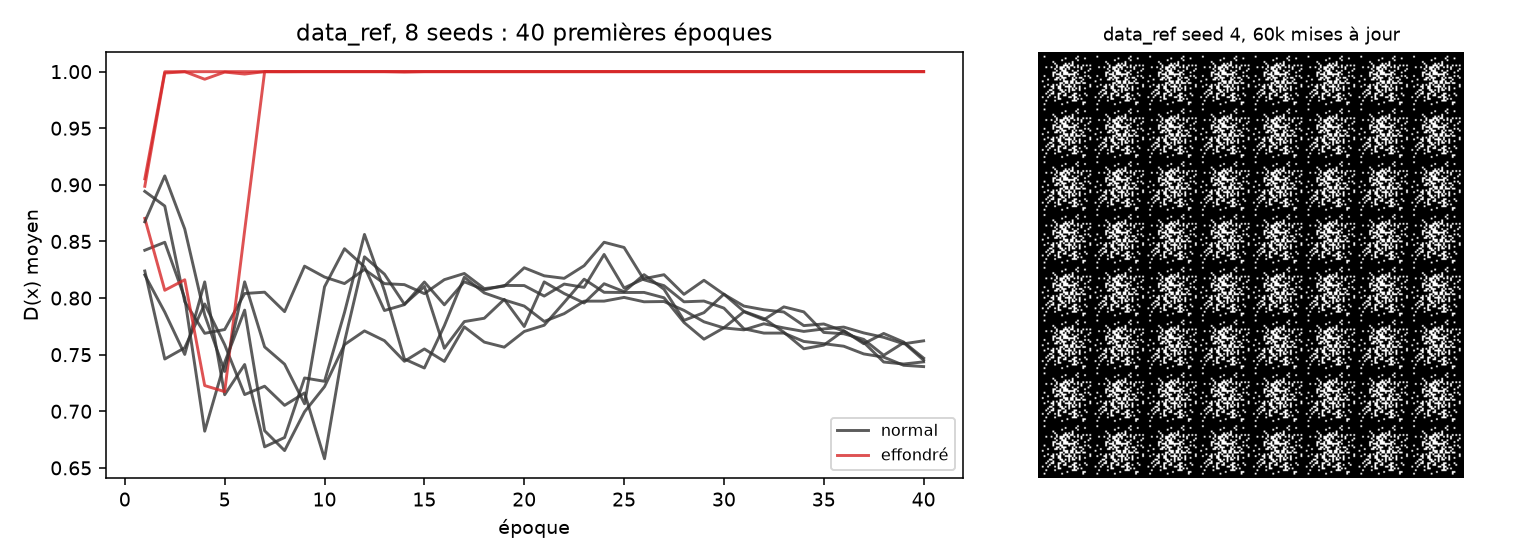 data_ref, 8 seeds : 40 premières époques
D(x) moyen
1.00
0.95
0.90
0.85
0.80
0.75
0.70
0.65
0 5 10 15 20 25 30 35 40
époque
normal
effondré
data_ref seed 4, 60k mises à jour